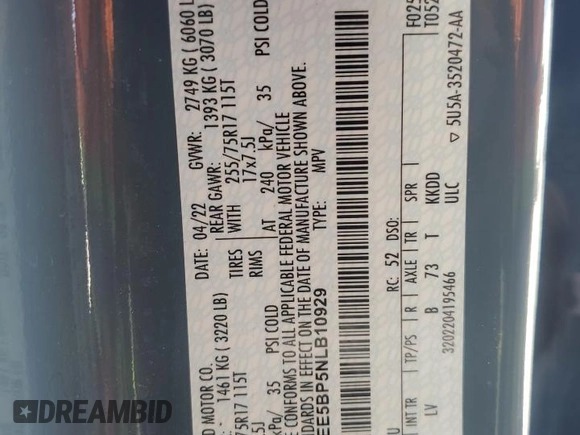 DATE: 04/22 GVWR: 2749 KG ( 6060 L
D MOTOR CO.
1461 KG ( 3220 LB) REAR GAWR: 1393 KG ( 3070 LB)
75R17 115T TIRES WITH 255/75R17 115T
RIMS 17x7.5J
kPa/ 35 PSI COLD AT 240 kPa/ 35 PSI COLD
CONFORMS TO ALL APPLICABLE FEDERAL MOTOR VEHICLE
STANDARDS IN EFFECT ON THE DATE OF MANUFACTURE SHOWN ABOVE.
EE5BP5NLB10929 TYPE: MPV
F025
T052
RC: 52 DSO:
INT TR TP/PS R AXLE TR SPR
LV B 73 T KKDD
ULC
3202204195466 ▽ 5U5A-3520472-AA
DREAMBID